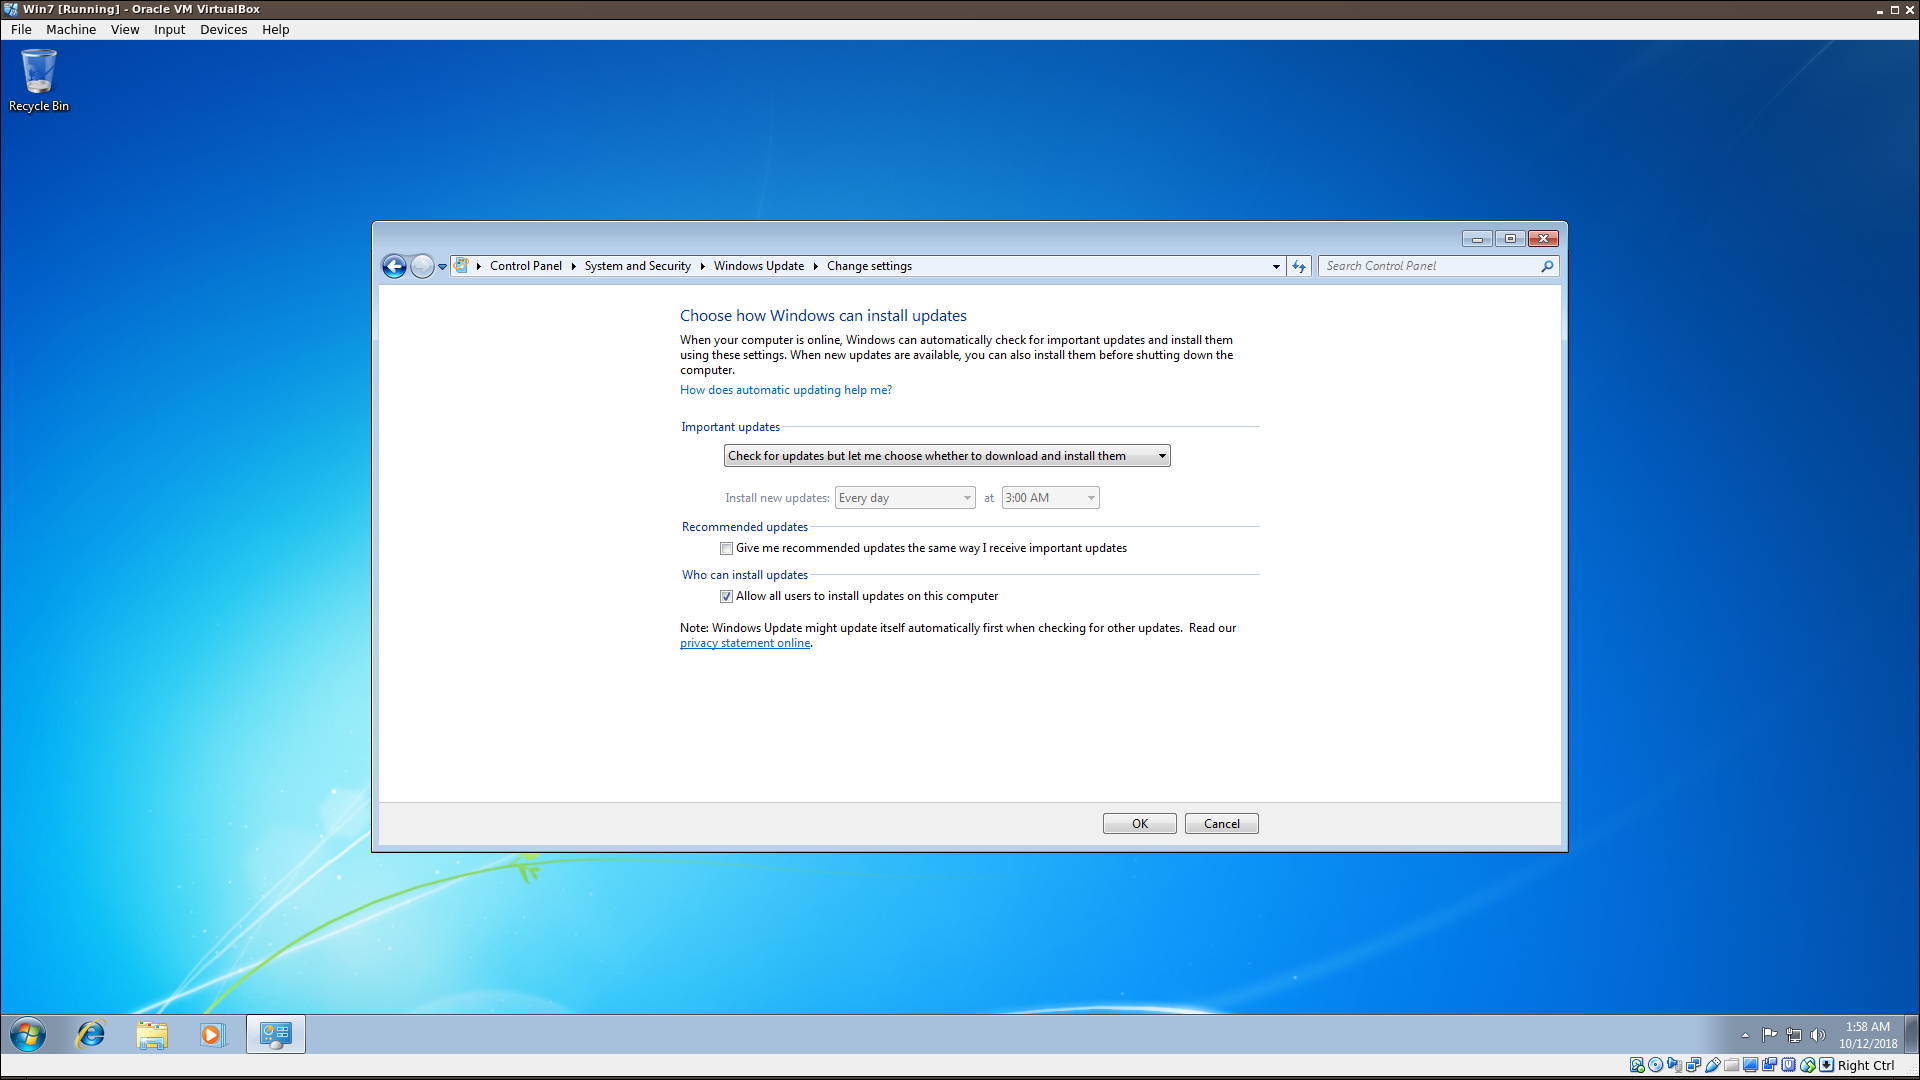 Win7 [Running] - Oracle VM VirtualBox
File Machine View Input Devices Help
Recycle Bin
Control Panel System and Security Windows Update Change settings
Search Control Panel
Choose how Windows can install updates
When your computer is online, Windows can automatically check for important updates and install them
using these settings. When new updates are available, you can also install them before shutting down the
computer.
How does automatic updating help me?
Important updates
Check for updates but let me choose whether to download and install them
Install new updates: Every day at 3:00 AM
Recommended updates
Give me recommended updates the same way I receive important updates
Who can install updates
Allow all users to install updates on this computer
Note: Windows Update might update itself automatically first when checking for other updates. Read our
privacy statement online.
OK Cancel
1:58 AM
10/12/2018
Right Ctrl